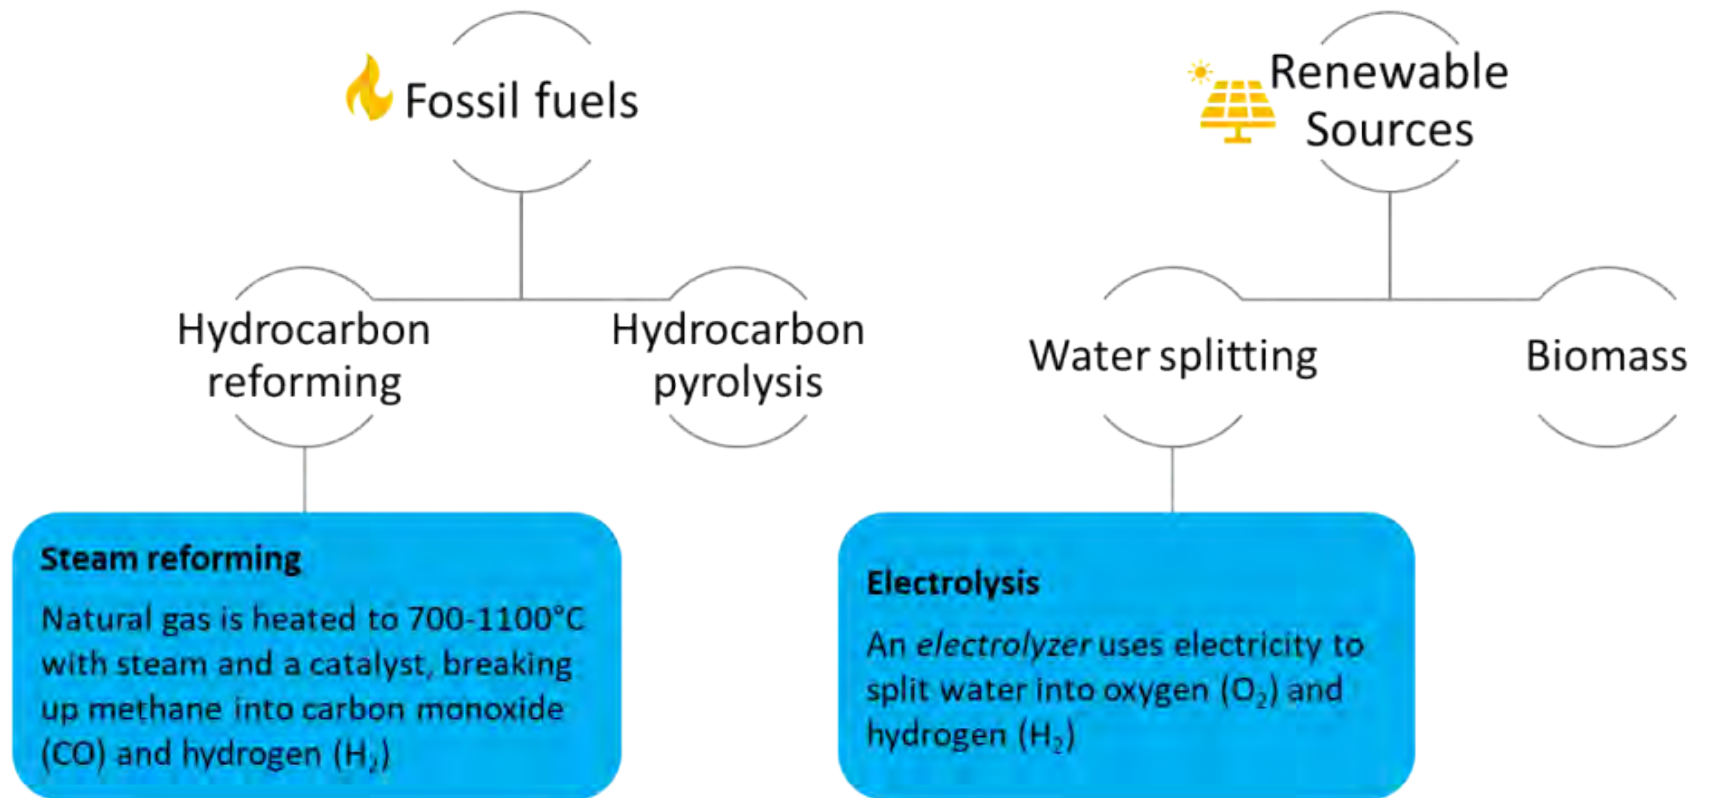 Fossil fuels
Renewable
Sources
Hydrocarbon
reforming
Hydrocarbon
pyrolysis
Water splitting
Biomass
Steam reforming
Natural gas is heated to 700-1100°C
with steam and a catalyst, breaking
up methane into carbon monoxide
(CO) and hydrogen (H₂)
Electrolysis
An electrolyzer uses electricity to
split water into oxygen (O₂) and
hydrogen (H₂)